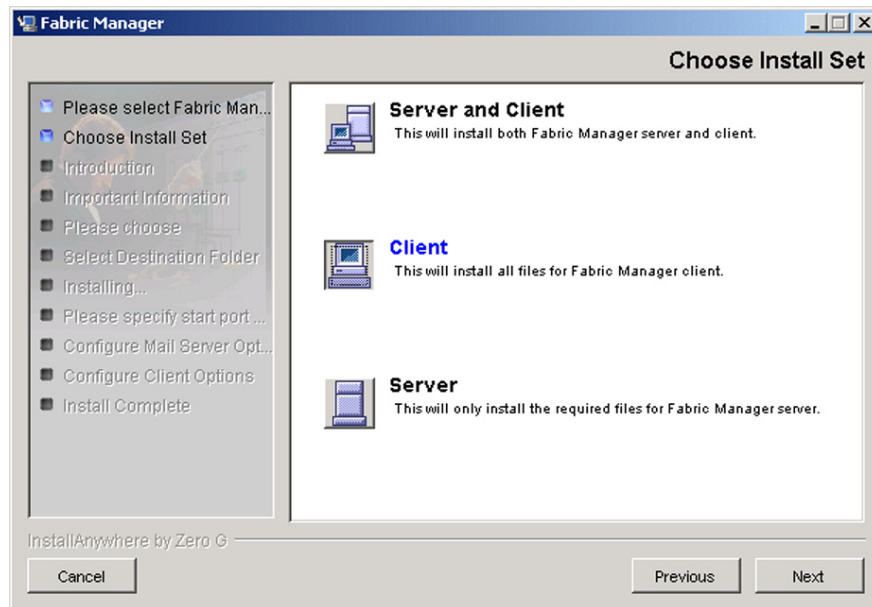 Fabric Manager
Choose Install Set
Please select Fabric Man...
Choose Install Set
Introduction
Important Information
Please choose
Select Destination Folder
Installing...
Please specify start port ...
Configure Mail Server Opt...
Configure Client Options
Install Complete
Server and Client
This will install both Fabric Manager server and client.
Client
This will install all files for Fabric Manager client.
Server
This will only install the required files for Fabric Manager server.
InstallAnywhere by Zero G
Cancel
Previous
Next